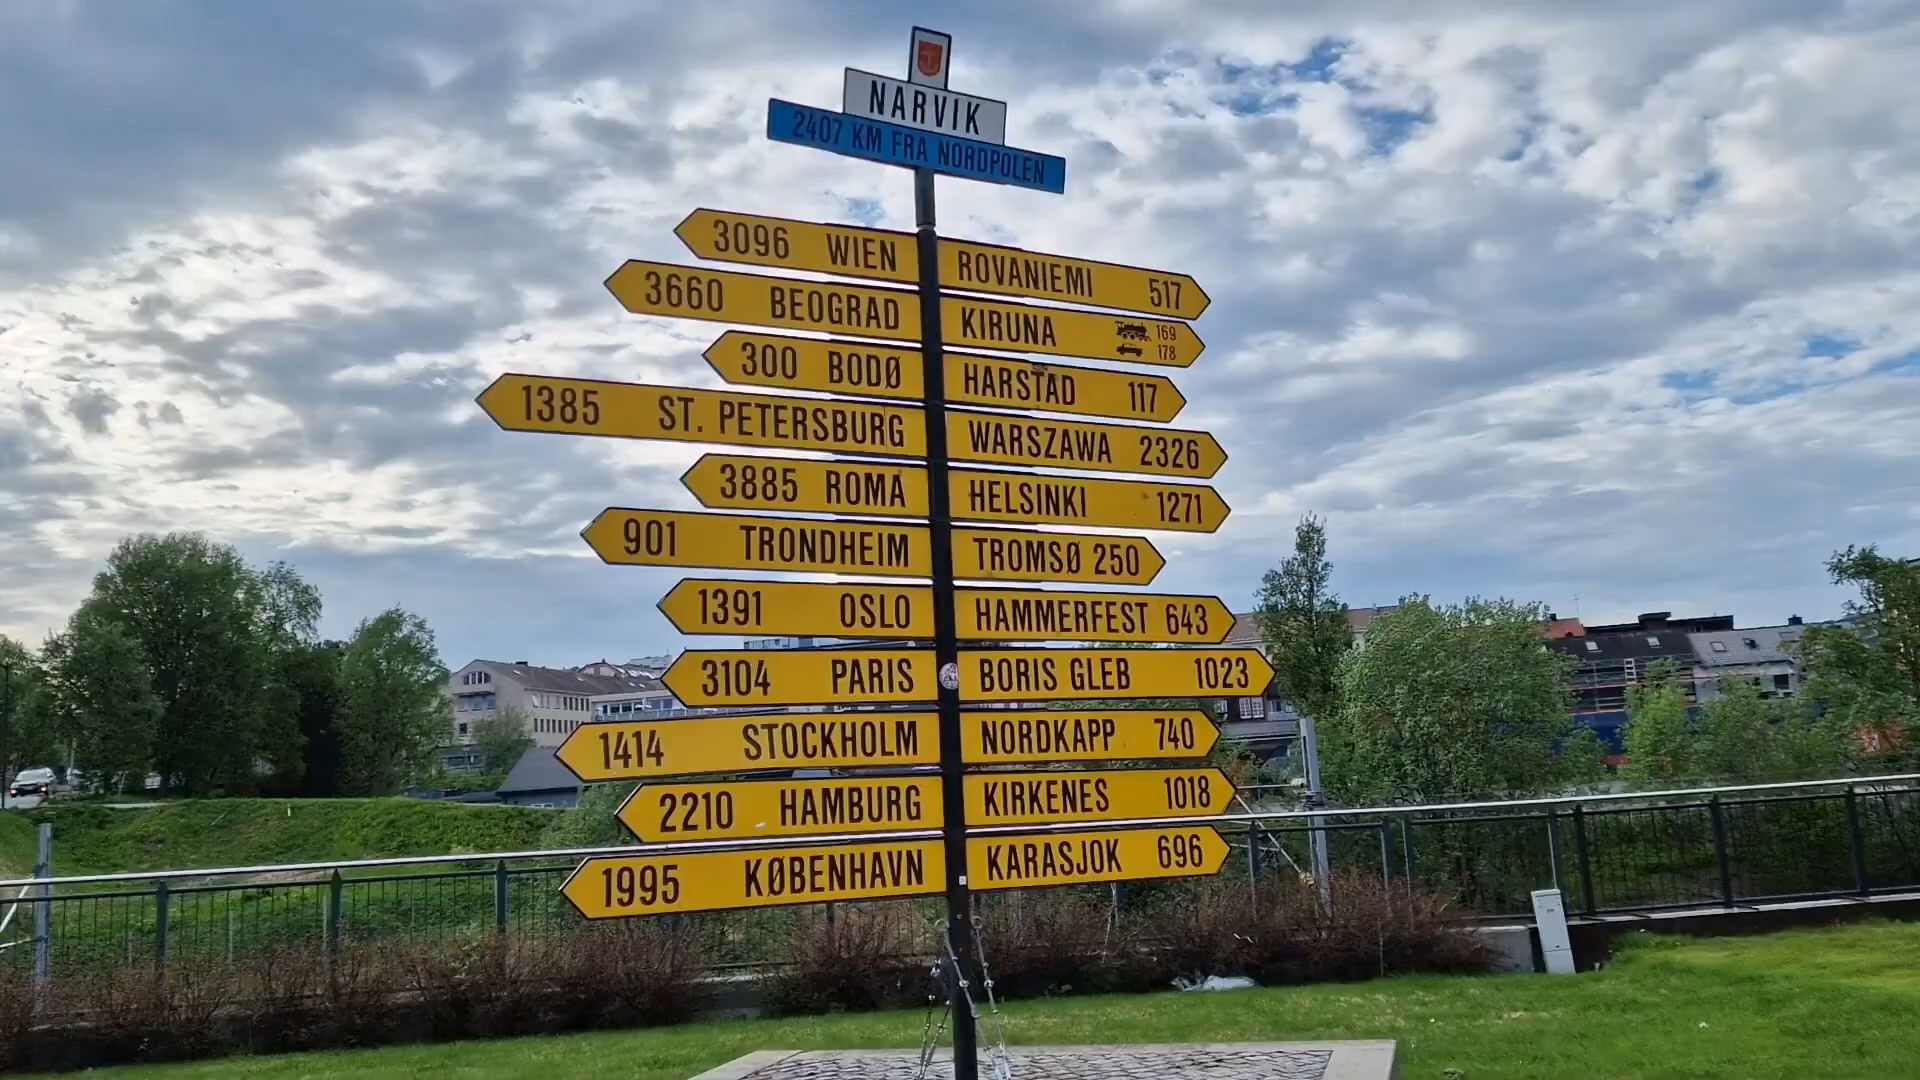 NARVIK
2407 KM FRA NORDPOLEN
3096 WIEN
ROVANIEMI 517
3660 BEOGRAD
KIRUNA 169
178
300 BODØ
HARSTAD 117
1385 ST. PETERSBURG
WARSZAWA 2326
3885 ROMA
HELSINKI 1271
901 TRONDHEIM
TROMSØ 250
1391 OSLO
HAMMERFEST 643
3104 PARIS
BORIS GLEB 1023
1414 STOCKHOLM
NORDKAPP 740
2210 HAMBURG
KIRKENES 1018
1995 KØBENHAVN
KARASJOK 696